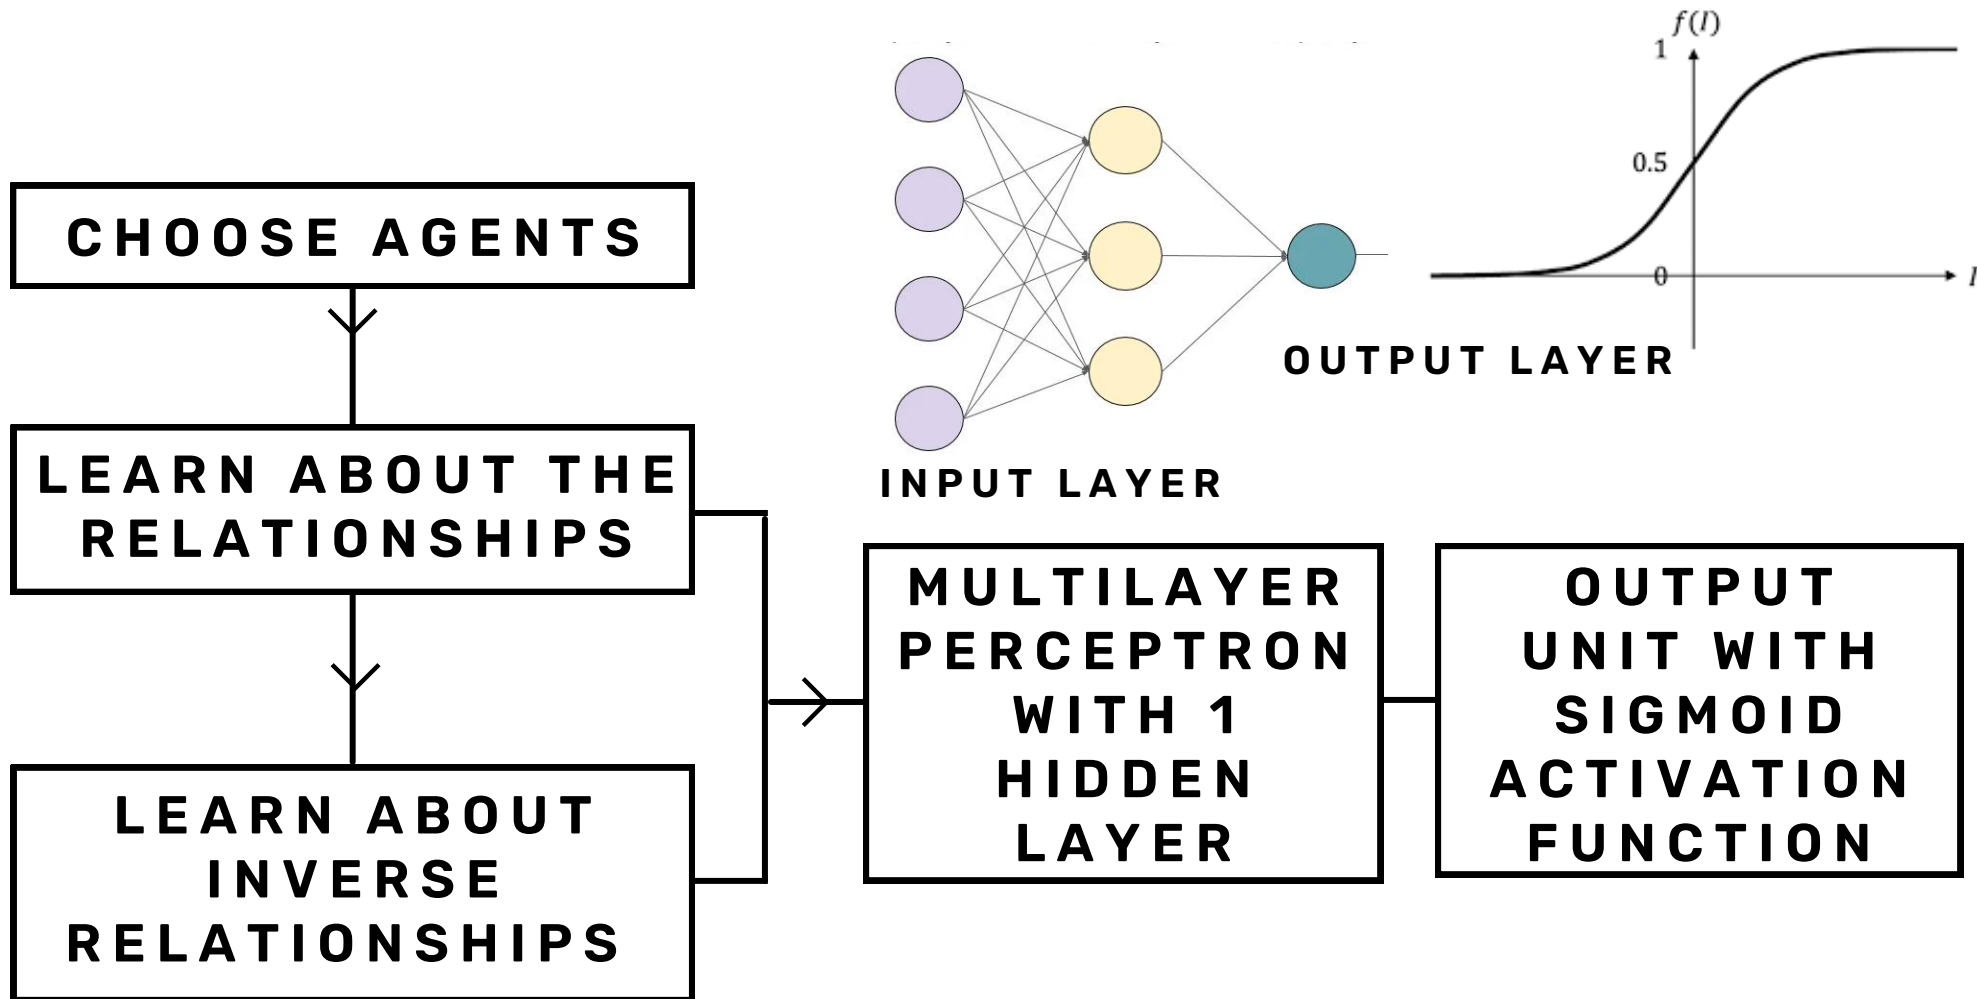 CHOOSE AGENTS
LEARN ABOUT THE
RELATIONSHIPS
LEARN ABOUT
INVERSE
RELATIONSHIPS
INPUT LAYER
OUTPUT LAYER
f(I)
1
0.5
0
I
MULTILAYER
PERCEPTRON
WITH 1
HIDDEN
LAYER
OUTPUT
UNIT WITH
SIGMOID
ACTIVATION
FUNCTION